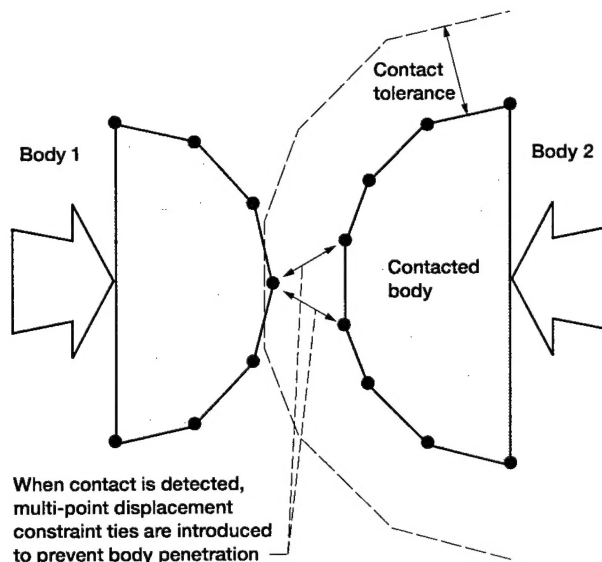 Contact
tolerance
Body 1
Body 2
Contacted
body
When contact is detected,
multi-point displacement
constraint ties are introduced
to prevent body penetration